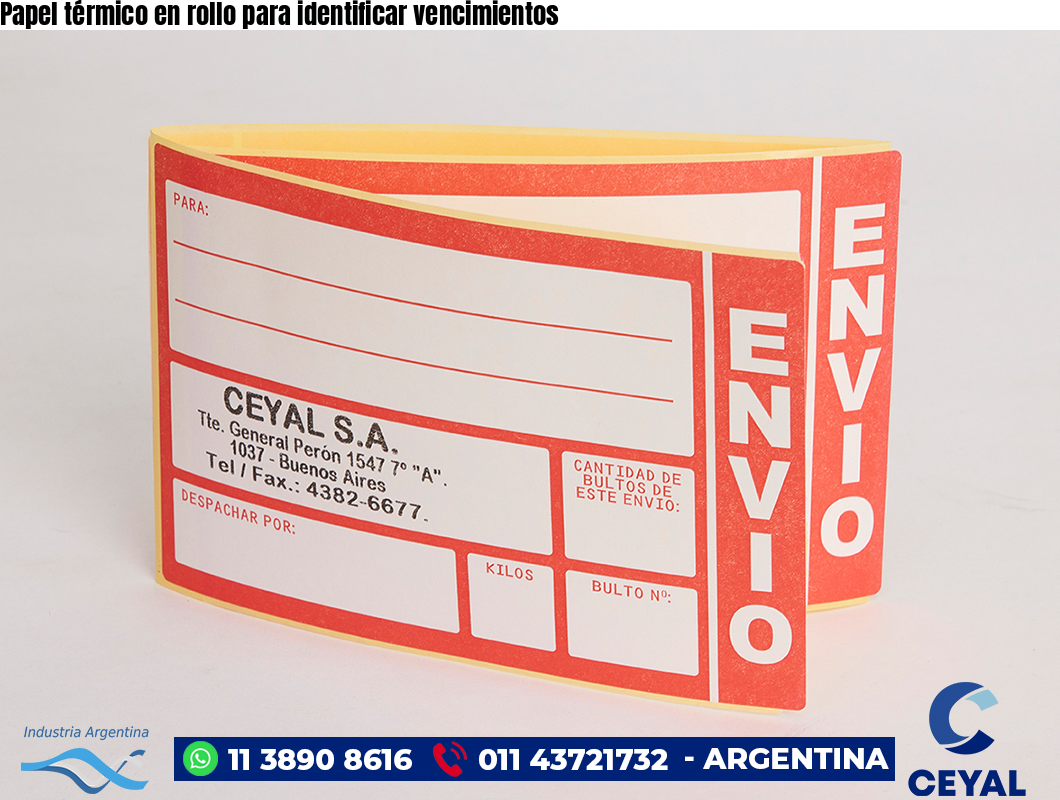 Papel térmico en rollo para identificar vencimientos
PARA:
CEYAL S.A.
Tte. General Perón 1547 7º "A".
1037 - Buenos Aires
Tel / Fax.: 4382-6677.
DESPACHAR POR:
KILOS
CANTIDAD DE
BULTOS DE
ESTE ENVIO:
BULTO Nº:
ENVIO
ENVIO
Industria Argentina
11 3890 8616
011 43721732
- ARGENTINA
CEYAL